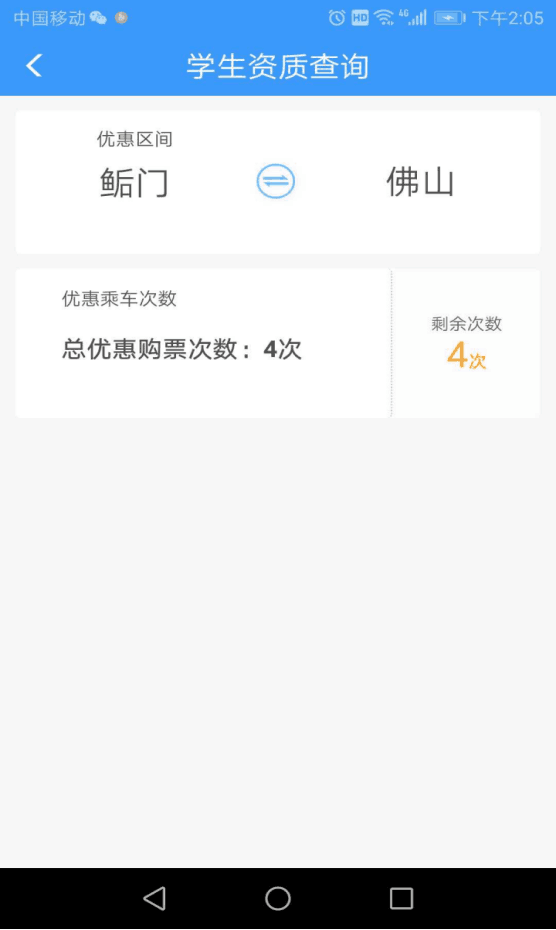 中国移动 HD 4G 下午2:05
学生资质查询
优惠区间
鲘门 佛山
优惠乘车次数
总优惠购票次数：4次
剩余次数
4次